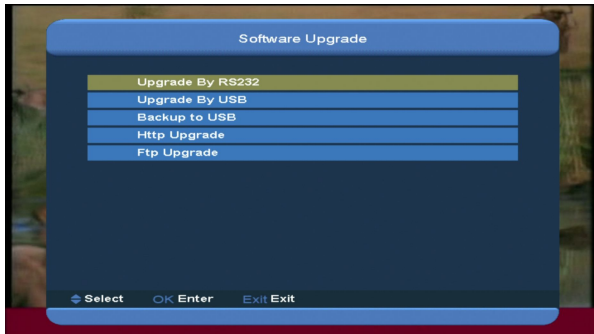 Software Upgrade
Upgrade By RS232
Upgrade By USB
Backup to USB
Http Upgrade
Ftp Upgrade
Select OK Enter Exit Exit